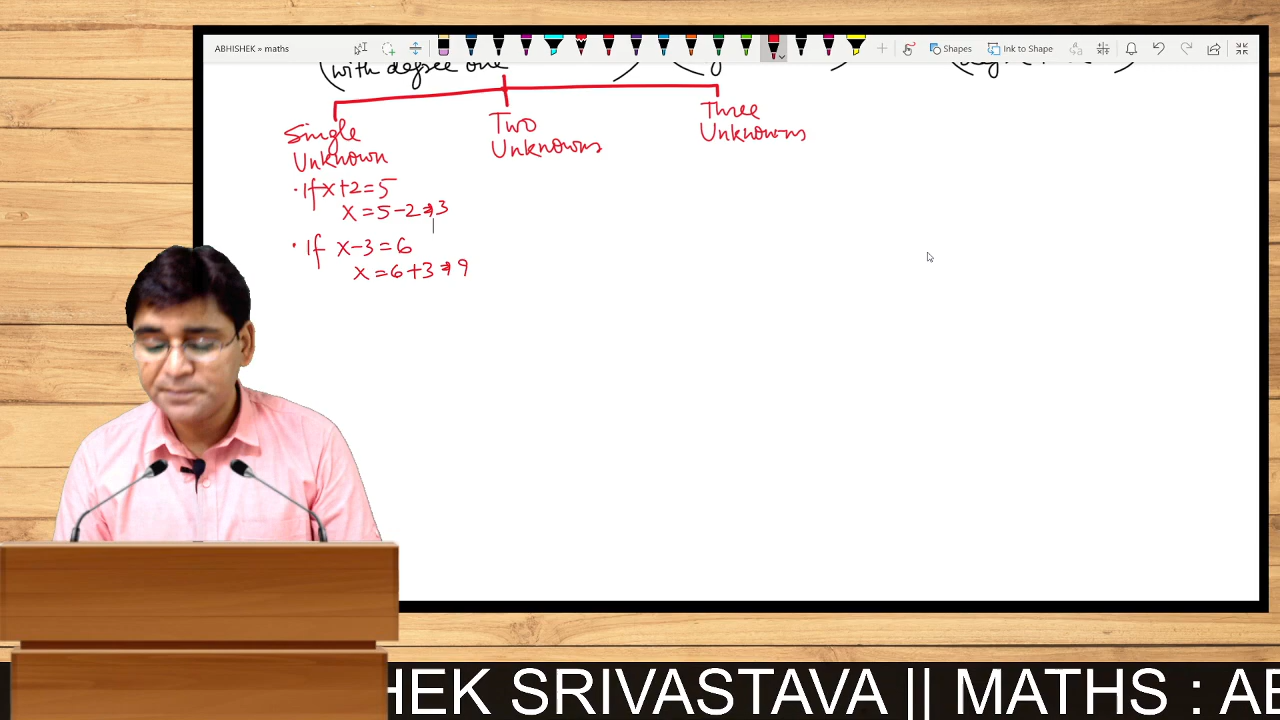 ABHISHEK » maths
Shapes
Ink to Shape
(with degree one )
Single
Unknown
Two
Unknowns
Three
Unknowns
· If x+2=5
x = 5-2 ⇒ 3
· If x-3=6
x = 6+3 ⇒ 9
HEK SRIVASTAVA || MATHS : AB